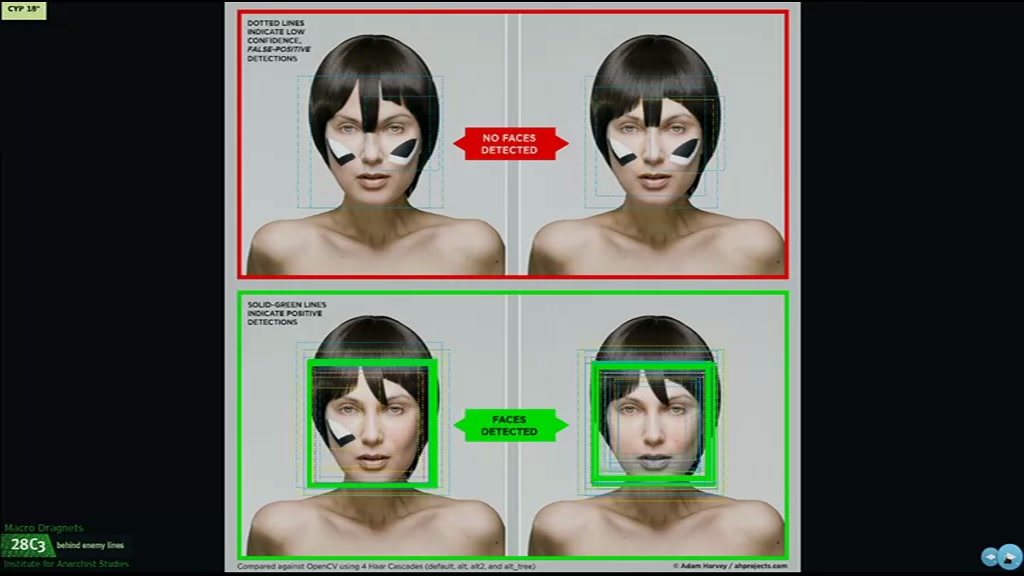 CYP 18"
DOTTED LINES
INDICATE LOW
CONFIDENCE,
FALSE-POSITIVE
DETECTIONS
NO FACES
DETECTED
SOLID-GREEN LINES
INDICATE POSITIVE
DETECTIONS
FACES
DETECTED
Macro Dragnets
28C3 behind enemy lines
Institute for Anarchist Studies
Compared against OpenCV using 4 Haar Cascades (default, alt, alt2, and alt_tree)
© Adam Harvey / ahprojects.com